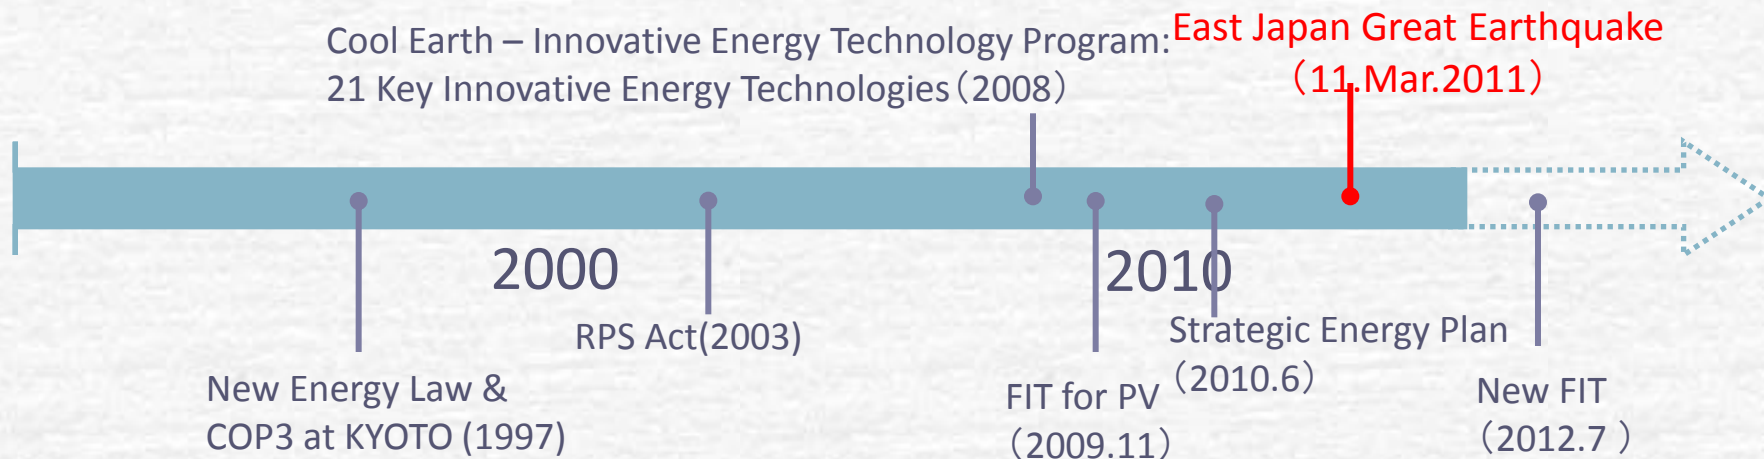 Cool Earth – Innovative Energy Technology Program:
21 Key Innovative Energy Technologies（2008）
East Japan Great Earthquake
（11.Mar.2011）
2000
2010
RPS Act(2003)
Strategic Energy Plan
（2010.6）
New Energy Law &
COP3 at KYOTO (1997)
FIT for PV
（2009.11）
New FIT
（2012.7 ）